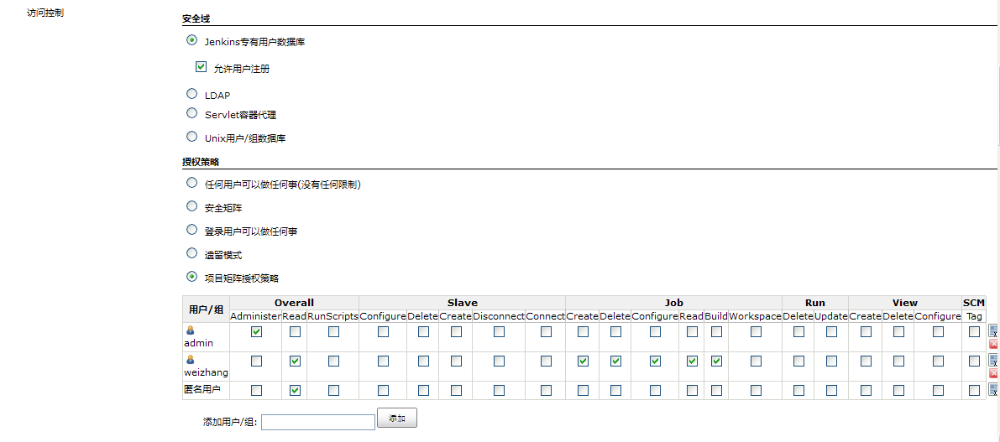 访问控制
安全域
Jenkins专有用户数据库
允许用户注册
LDAP
Servlet容器代理
Unix用户/组数据库
授权策略
任何用户可以做任何事(没有任何限制)
安全矩阵
登录用户可以做任何事
遗留模式
项目矩阵授权策略
用户/组 Overall Slave Job Run View SCM
Administer Read RunScripts Configure Delete Create Disconnect Connect Create Delete Configure Read Build Workspace Delete Update Create Delete Configure Tag
admin
weizhang
匿名用户
添加用户/组: 添加